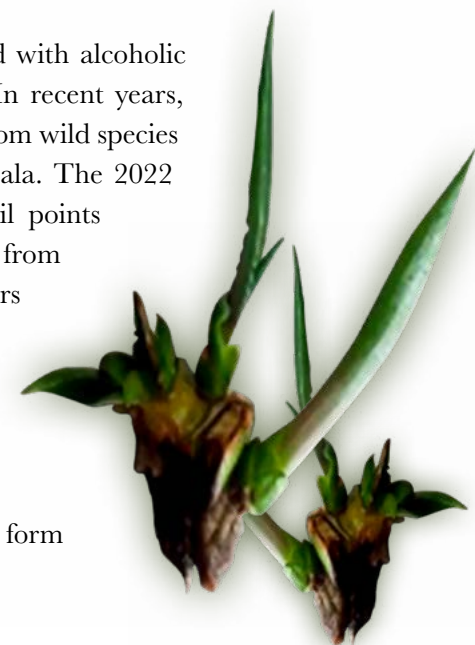 with alcoholic
In recent years,
om wild species
ala. The 2022
il points
from
rs
form